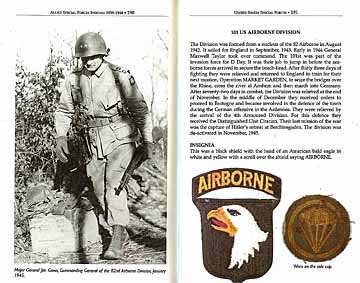 ALLIED SPECIAL FORCES INSIGNIA 1939-1948 • 190
Major General Jim Gavin, Commanding General of the 82nd Airborne Division, January
1945.
UNITED STATES SPECIAL FORCES • 191
101 US AIRBORNE DIVISION
The Division was formed from a nucleus of the 82 Airborne in August
1942. It sailed for England in September, 1943. Early in 1944 General
Maxwell Taylor took over command. The 101st was part of the
invasion force for D Day. It was their job to jump in before the sea-
borne forces arrived to secure the beach head. After thirty three days of
fighting they were relieved and returned to England to train for their
next mission, Operation MARKET GARDEN, to seize the bridges over
the Rhine, cross the river at Arnhem and then march into Germany.
After seventy-two days in combat, the Division was relieved at the end
of November. In the middle of December they received orders to
proceed to Bastogne and became involved in the defence of the town
during the German offensive in the Ardennes. They were relieved by
the arrival of the 4th Armoured Division. For this defence they
received the Distinguished Unit Citation. Their last mission of the war
was the capture of Hitler's retreat at Berchtesgaden. The division was
de-activated in November, 1945.
INSIGNIA
This was a black shield with the head of an American bald eagle in
white and yellow with a scroll over the shield saying AIRBORNE.
AIRBORNE
Worn on the side cap.